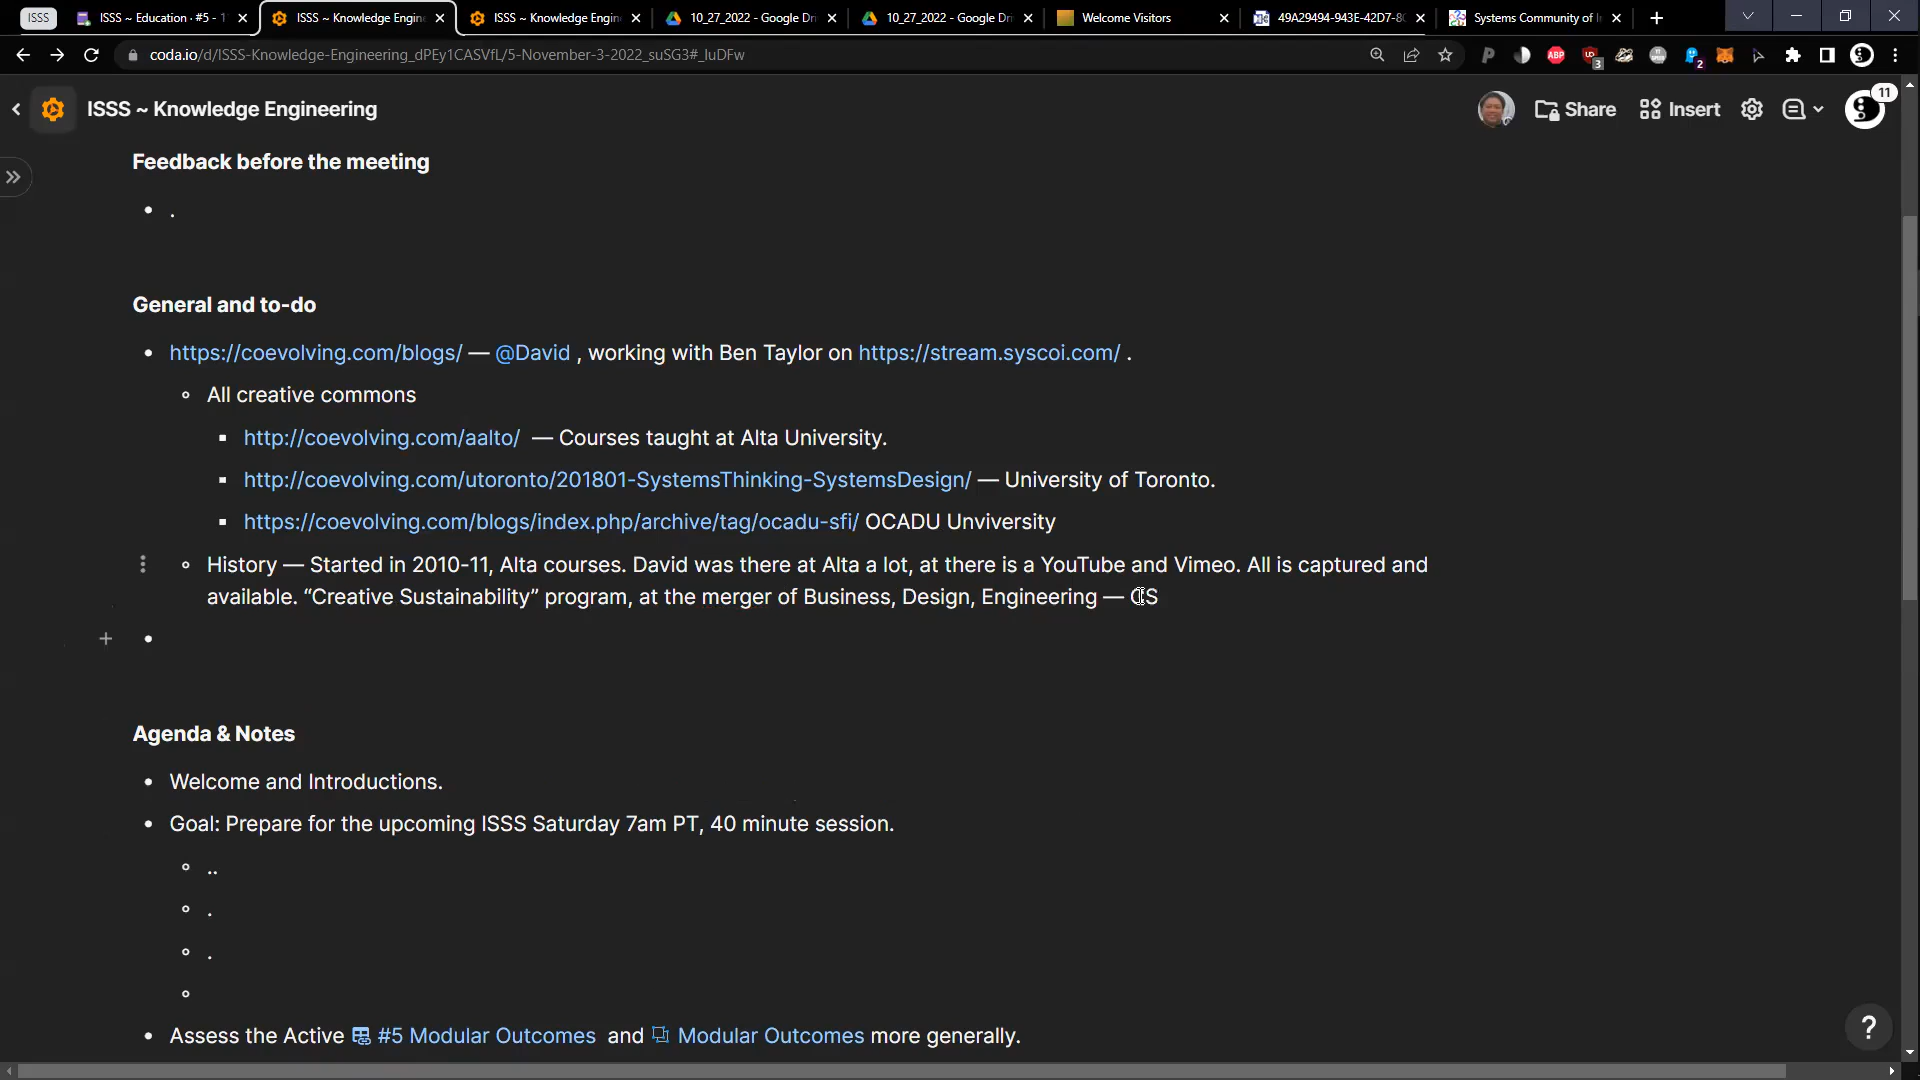 ISSS
ISSS ~ Education · #5 - 1
ISSS ~ Knowledge Engin
ISSS ~ Knowledge Engin
10_27_2022 - Google Dri
10_27_2022 - Google Dri
Welcome Visitors
49A29494-943E-42D7-8
Systems Community of I
coda.io/d/ISSS-Knowledge-Engineering_dPEy1CASVfL/5-November-3-2022_suSG3#_luDFw
ABP
3
2
ISSS ~ Knowledge Engineering
Share
Insert
11
Feedback before the meeting
• .
General and to-do
• https://coevolving.com/blogs/ — @David , working with Ben Taylor on https://stream.syscoi.com/ .
◦ All creative commons
▪ http://coevolving.com/aalto/ — Courses taught at Alta University.
▪ http://coevolving.com/utoronto/201801-SystemsThinking-SystemsDesign/ — University of Toronto.
▪ https://coevolving.com/blogs/index.php/archive/tag/ocadu-sfi/ OCADU Unviversity
◦ History — Started in 2010-11, Alta courses. David was there at Alta a lot, at there is a YouTube and Vimeo. All is captured and
available. “Creative Sustainability” program, at the merger of Business, Design, Engineering — CS
•
Agenda & Notes
• Welcome and Introductions.
• Goal: Prepare for the upcoming ISSS Saturday 7am PT, 40 minute session.
◦ ..
◦ .
◦ .
◦
• Assess the Active #5 Modular Outcomes and Modular Outcomes more generally.
?